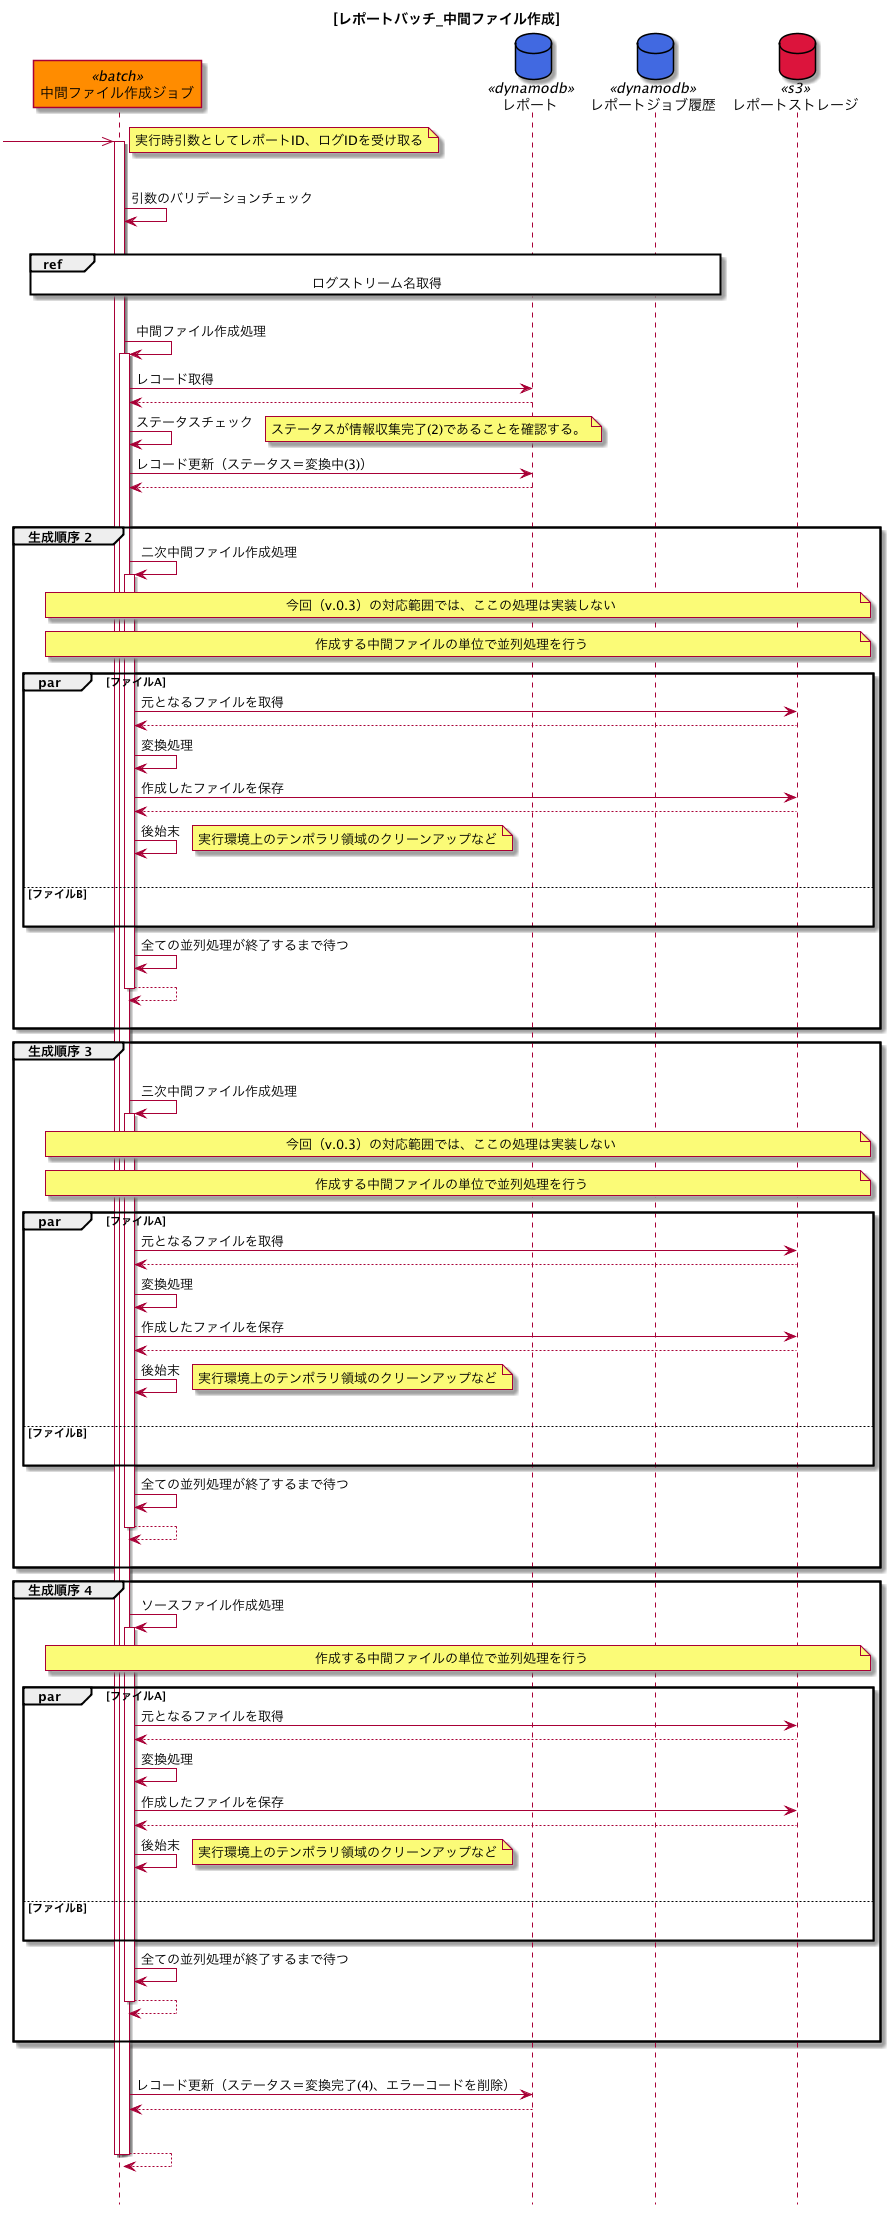 [レポートバッチ_中間ファイル作成]
«batch»
中間ファイル作成ジョブ
«dynamodb»
レポート
«dynamodb»
レポートジョブ履歴
«s3»
レポートストレージ
実行時引数としてレポートID、ログIDを受け取る
引数のバリデーションチェック
ref
ログストリーム名取得
中間ファイル作成処理
レコード取得
ステータスチェック
ステータスが情報収集完了(2)であることを確認する。
レコード更新（ステータス＝変換中(3)）
生成順序 2
二次中間ファイル作成処理
今回（v.0.3）の対応範囲では、ここの処理は実装しない
作成する中間ファイルの単位で並列処理を行う
par
[ファイルA]
元となるファイルを取得
変換処理
作成したファイルを保存
後始末
実行環境上のテンポラリ領域のクリーンアップなど
[ファイルB]
全ての並列処理が終了するまで待つ
生成順序 3
三次中間ファイル作成処理
今回（v.0.3）の対応範囲では、ここの処理は実装しない
作成する中間ファイルの単位で並列処理を行う
par
[ファイルA]
元となるファイルを取得
変換処理
作成したファイルを保存
後始末
実行環境上のテンポラリ領域のクリーンアップなど
[ファイルB]
全ての並列処理が終了するまで待つ
生成順序 4
ソースファイル作成処理
作成する中間ファイルの単位で並列処理を行う
par
[ファイルA]
元となるファイルを取得
変換処理
作成したファイルを保存
後始末
実行環境上のテンポラリ領域のクリーンアップなど
[ファイルB]
全ての並列処理が終了するまで待つ
レコード更新（ステータス＝変換完了(4)、エラーコードを削除）